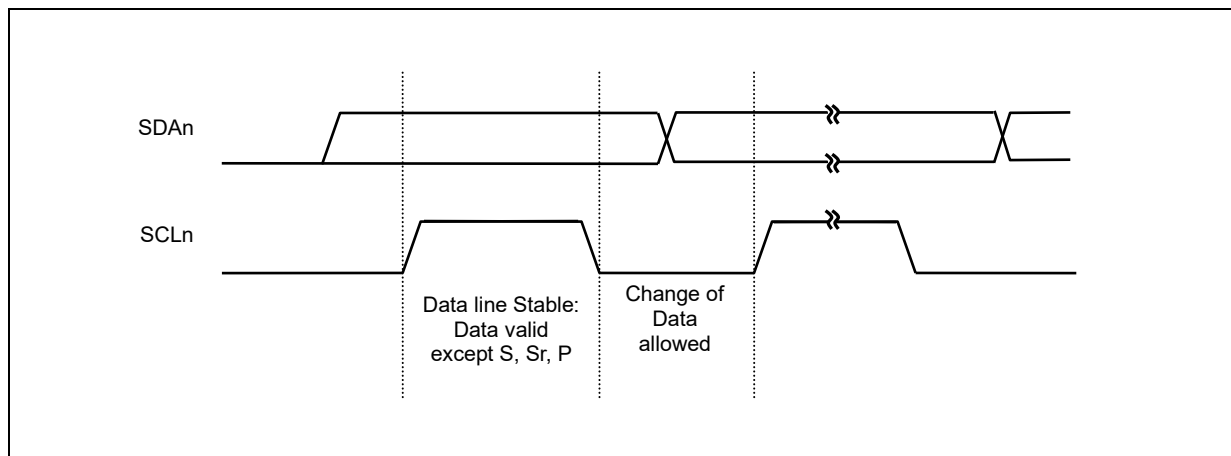 SDAn
SCLn
Data line Stable:
Data valid
except S, Sr, P
Change of
Data
allowed